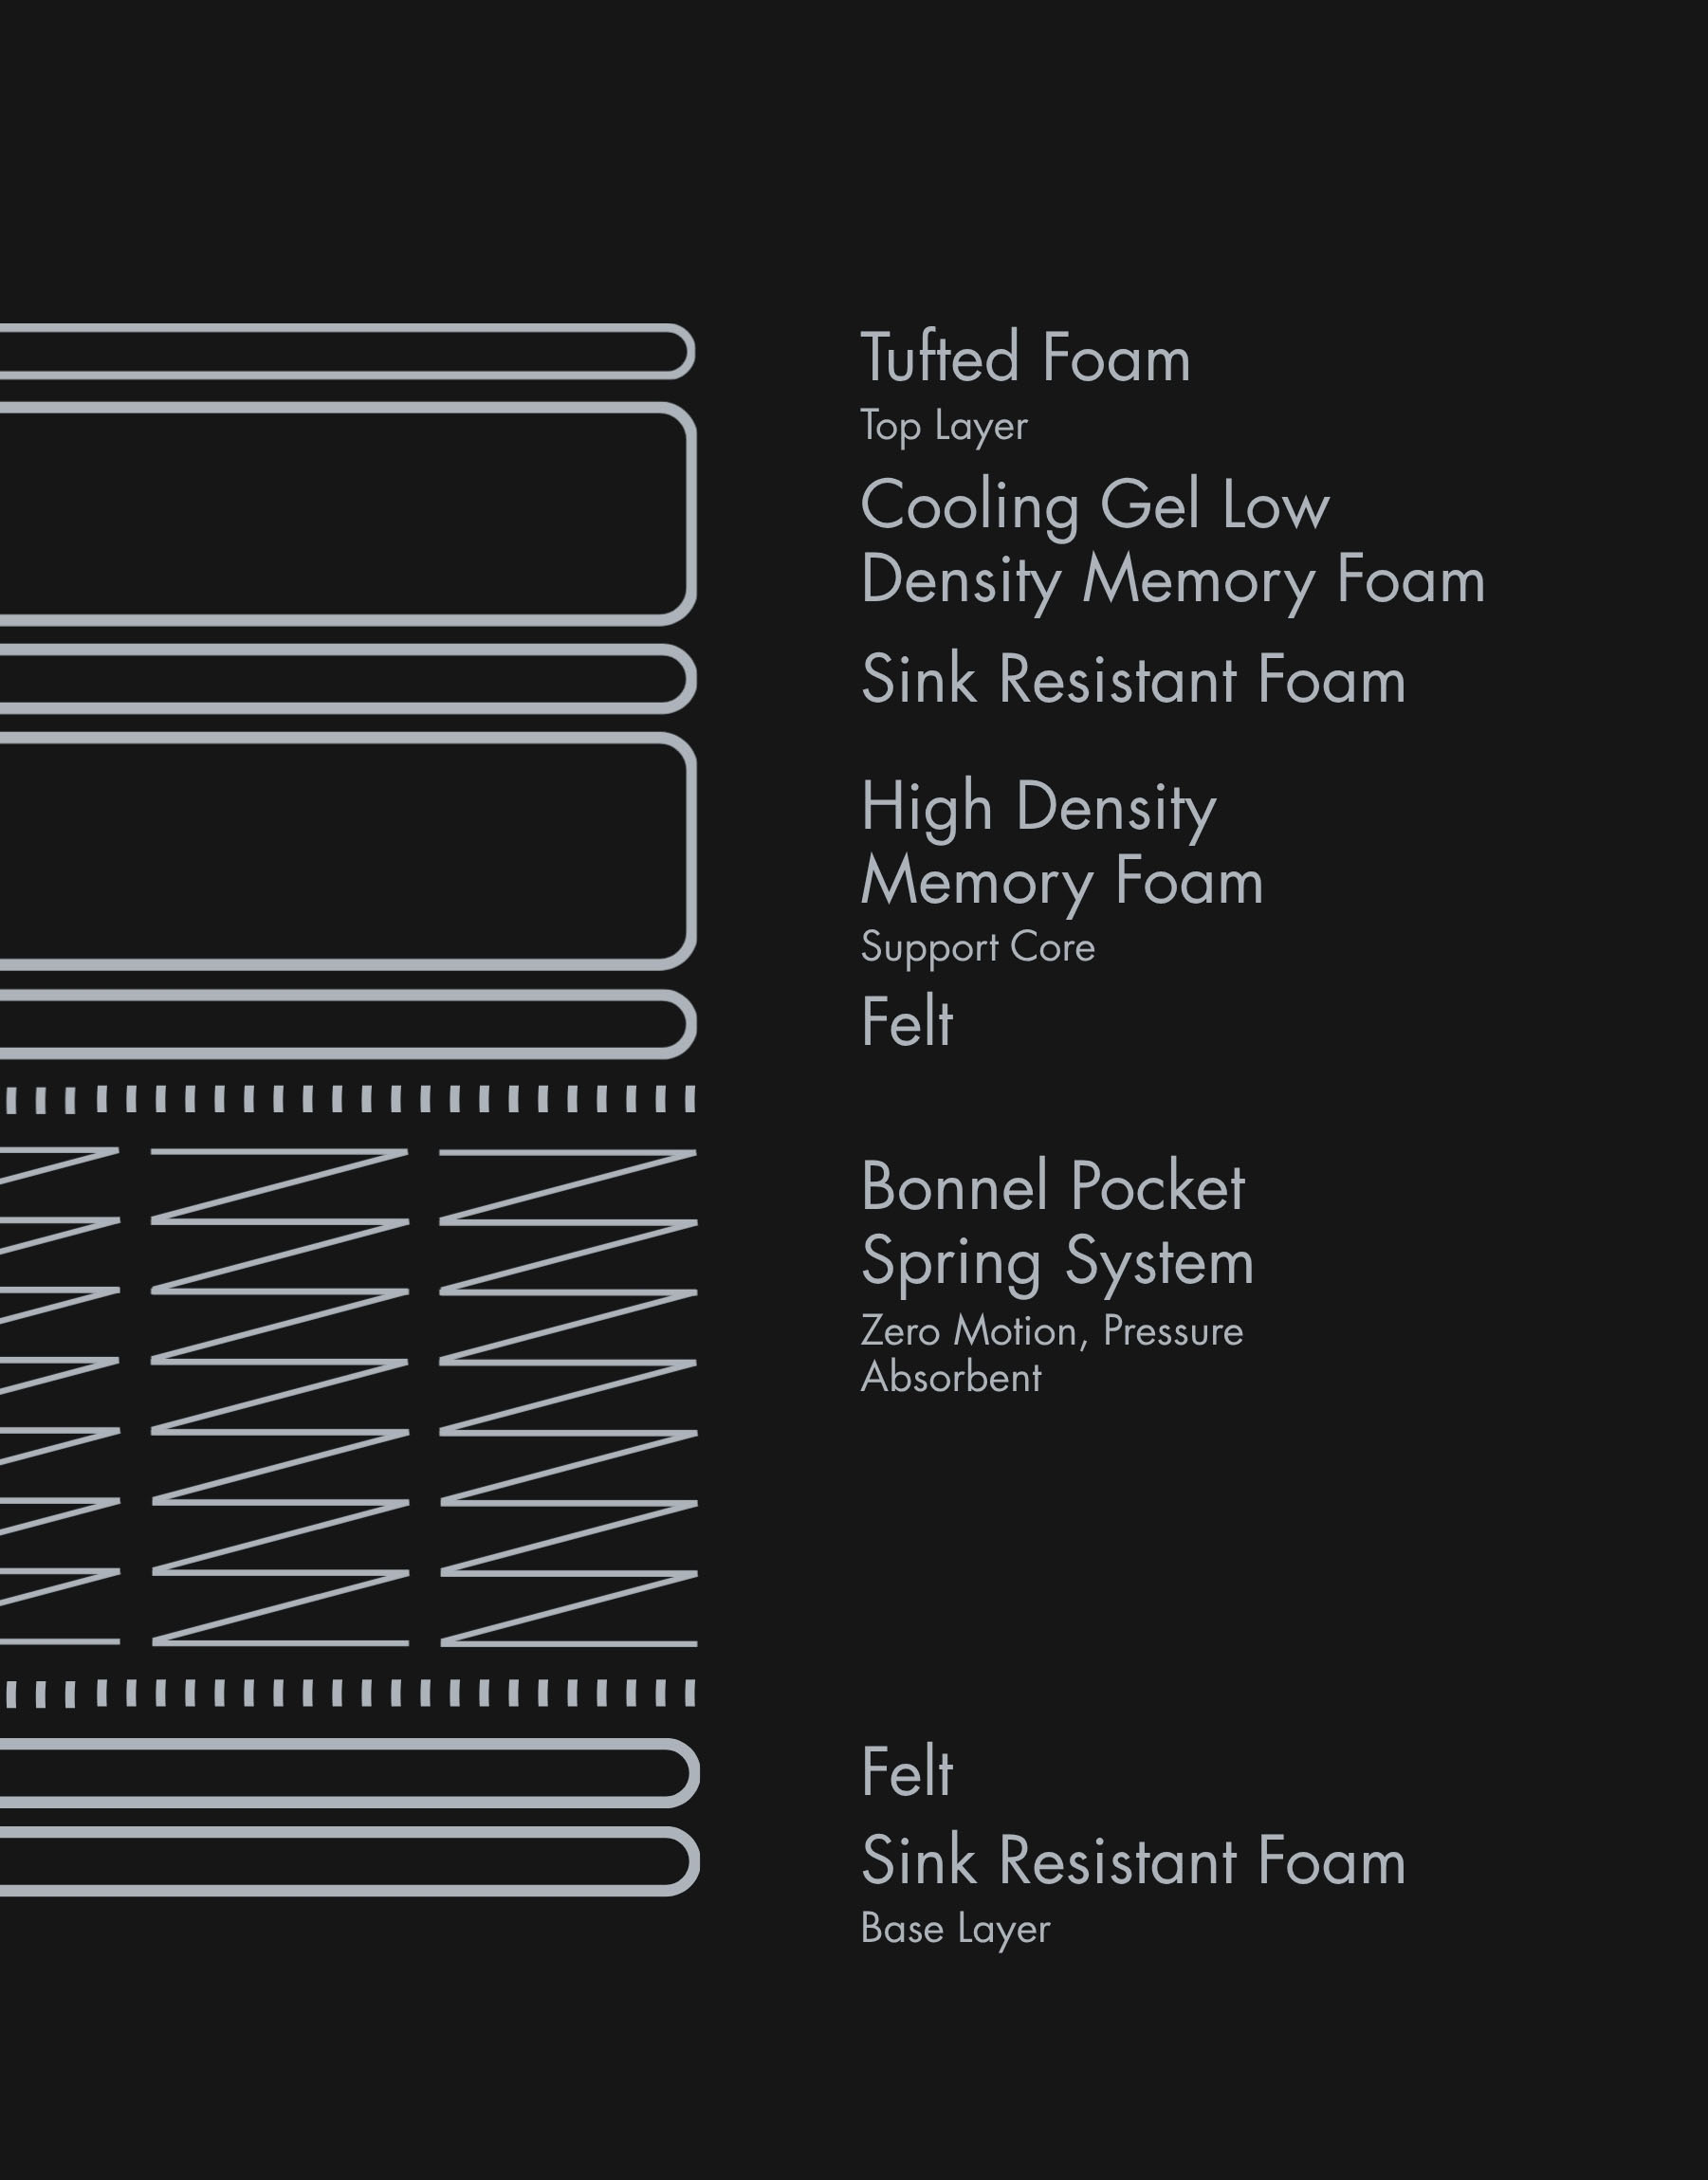 Tufted Foam
Top Layer
Cooling Gel Low
Density Memory Foam
Sink Resistant Foam
High Density
Memory Foam
Support Core
Felt
Bonnel Pocket
Spring System
Zero Motion, Pressure
Absorbent
Felt
Sink Resistant Foam
Base Layer